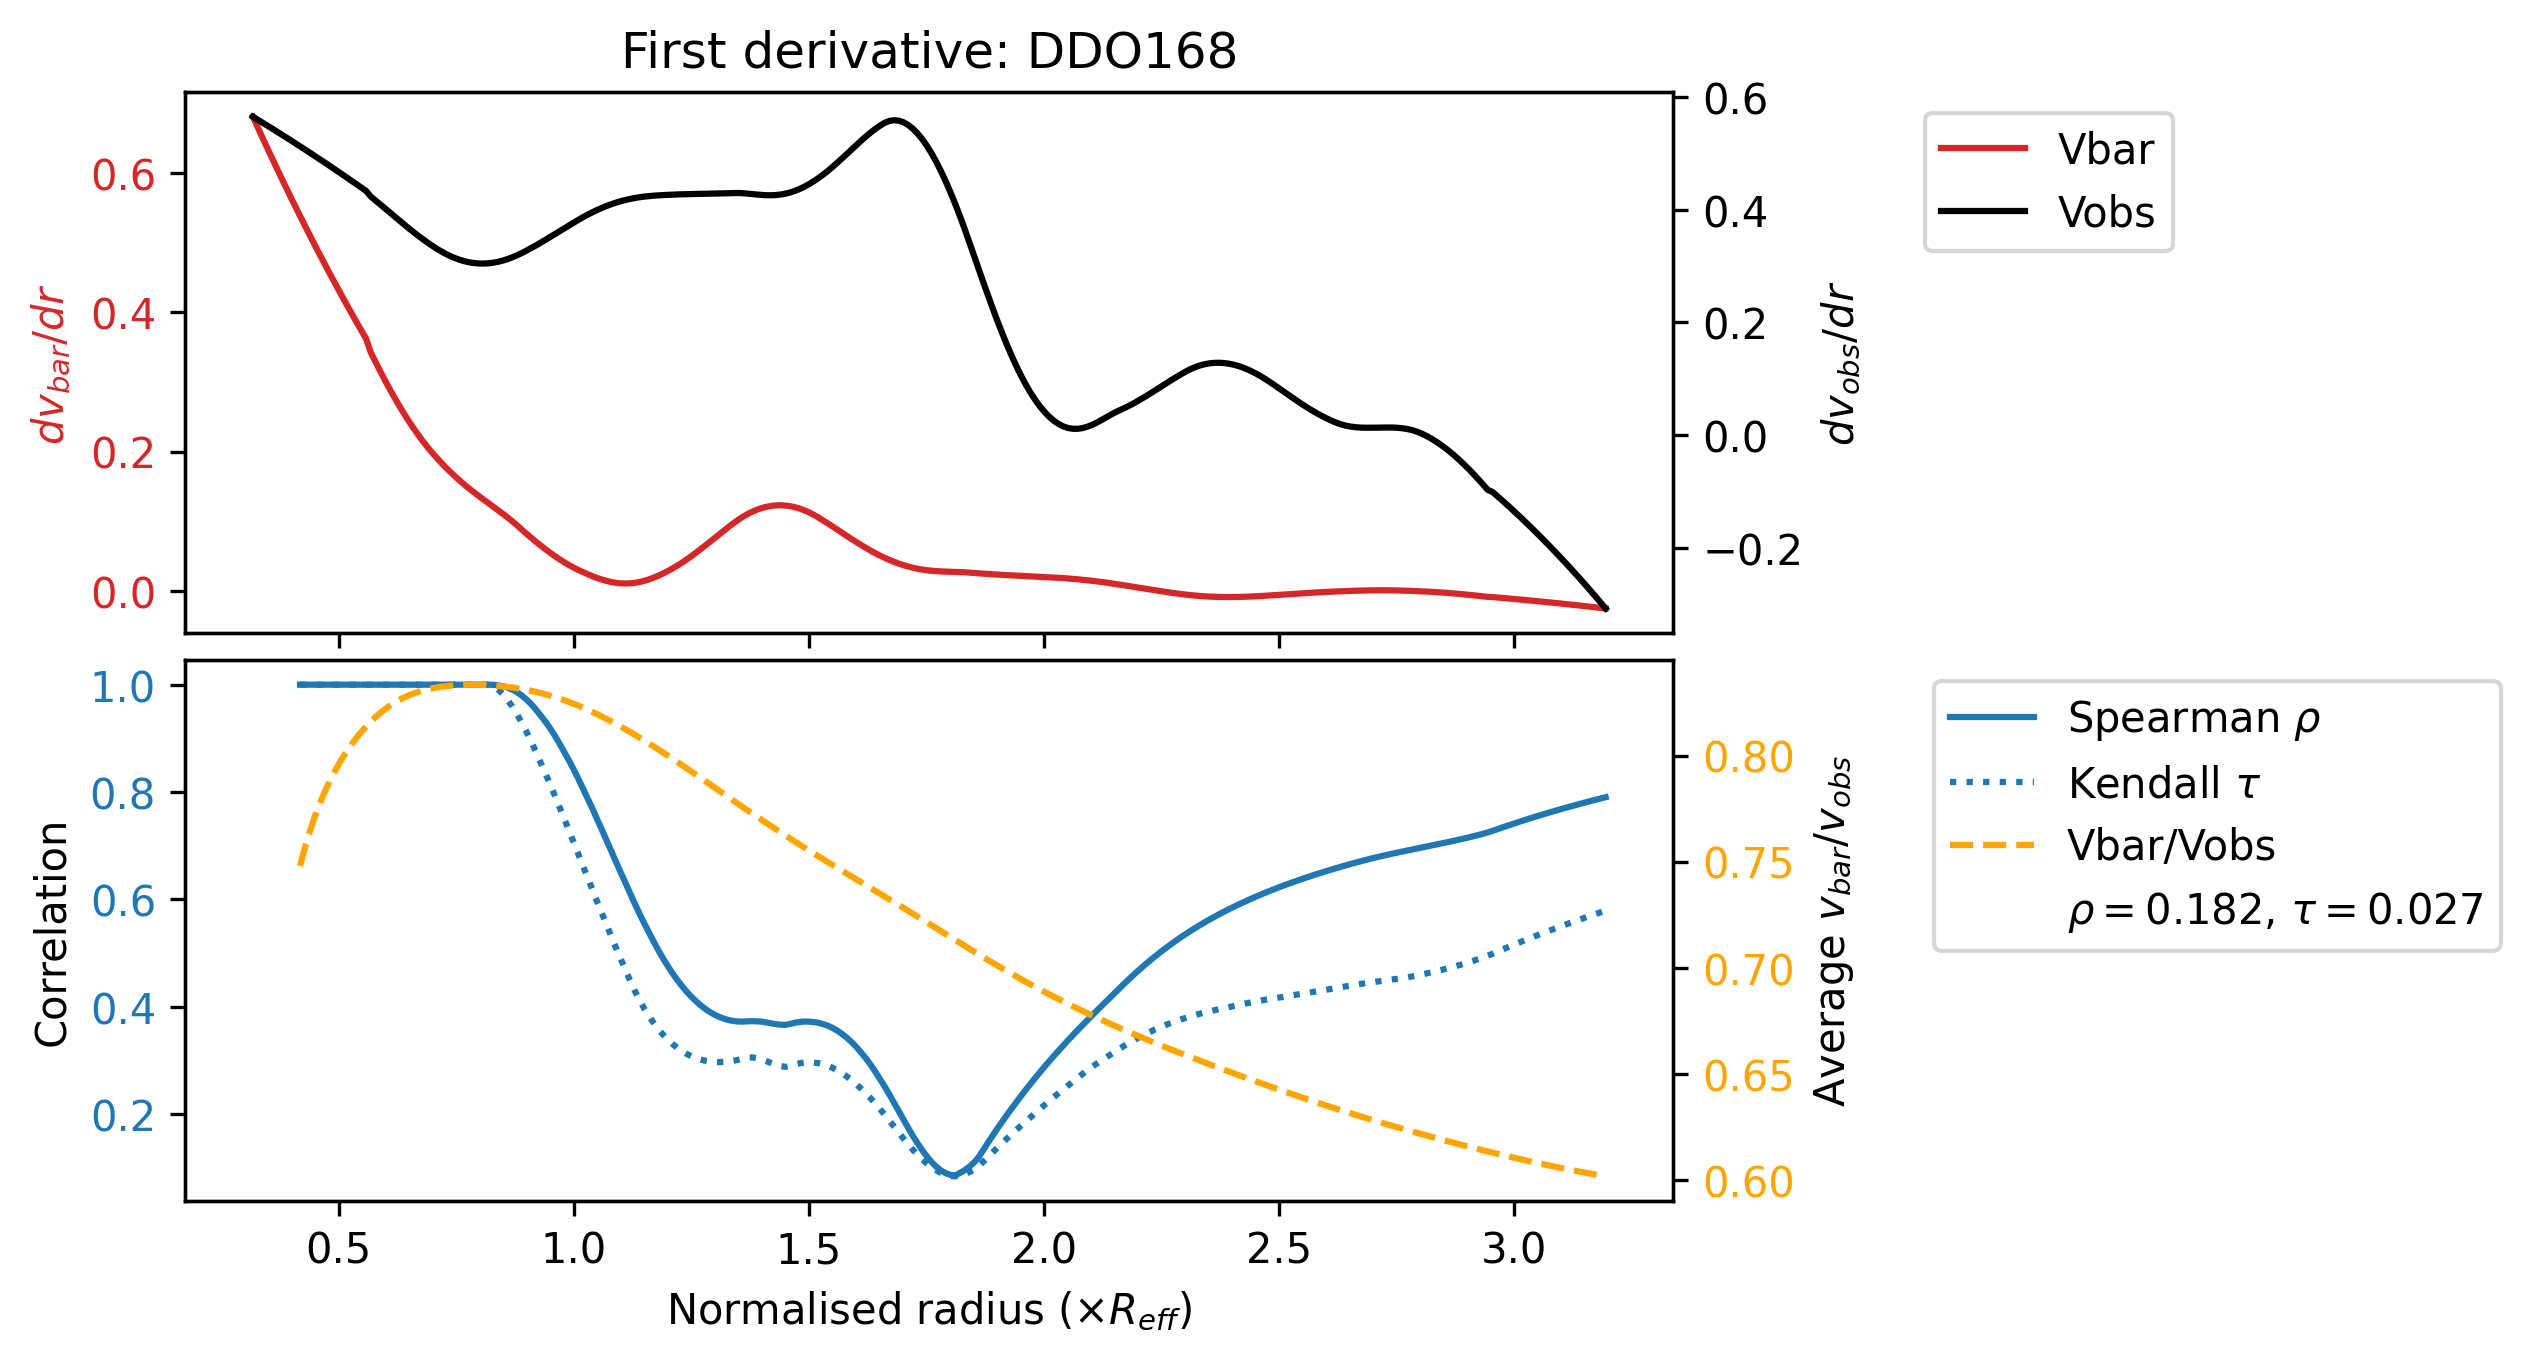 First derivative: DDO168
0.6
0.4
0.2
0.0
dv_bar/dr
0.6
0.4
0.2
0.0
−0.2
dv_obs/dr
Vbar
Vobs
1.0
0.8
0.6
0.4
0.2
Correlation
0.80
0.75
0.70
0.65
0.60
Average v_bar/v_obs
Spearman ρ
Kendall τ
Vbar/Vobs
ρ = 0.182, τ = 0.027
0.5 1.0 1.5 2.0 2.5 3.0
Normalised radius (×R_eff)